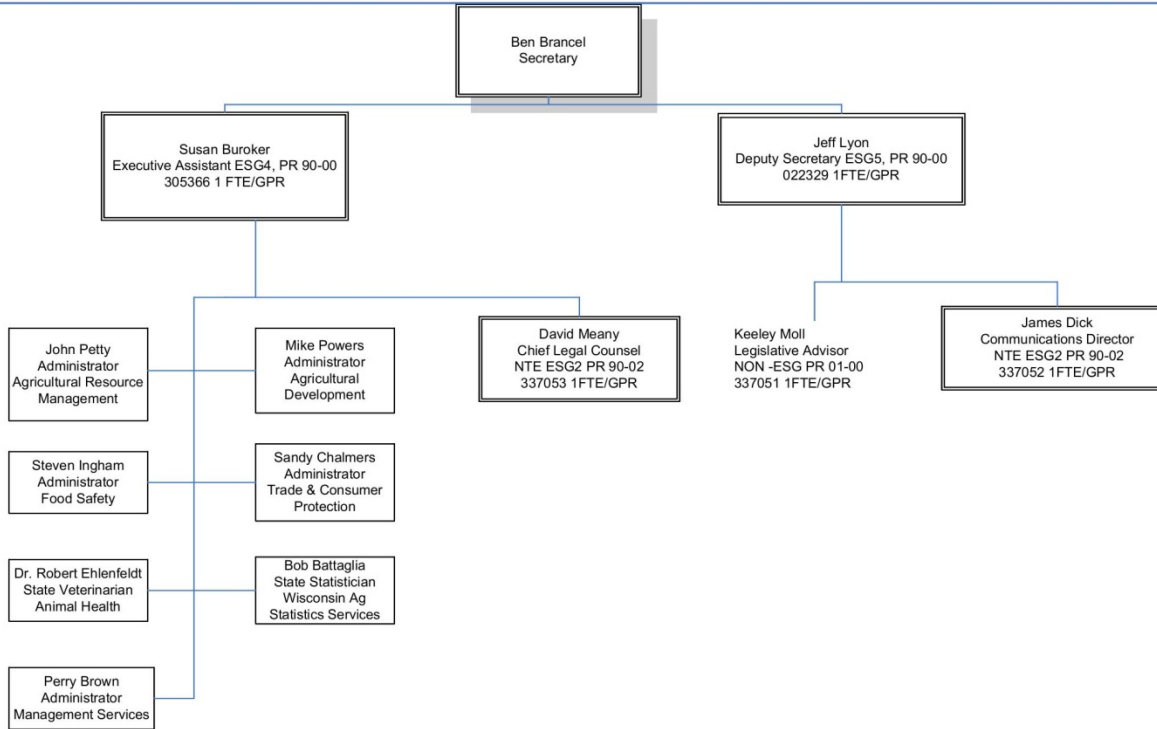 Ben Brancel
Secretary
Susan Buroker
Executive Assistant ESG4, PR 90-00
305366 1 FTE/GPR
Jeff Lyon
Deputy Secretary ESG5, PR 90-00
022329 1FTE/GPR
John Petty
Administrator
Agricultural Resource
Management
Mike Powers
Administrator
Agricultural
Development
David Meany
Chief Legal Counsel
NTE ESG2 PR 90-02
337053 1FTE/GPR
Keeley Moll
Legislative Advisor
NON -ESG PR 01-00
337051 1FTE/GPR
James Dick
Communications Director
NTE ESG2 PR 90-02
337052 1FTE/GPR
Steven Ingham
Administrator
Food Safety
Sandy Chalmers
Administrator
Trade & Consumer
Protection
Dr. Robert Ehlenfeldt
State Veterinarian
Animal Health
Bob Battaglia
State Statistician
Wisconsin Ag
Statistics Services
Perry Brown
Administrator
Management Services